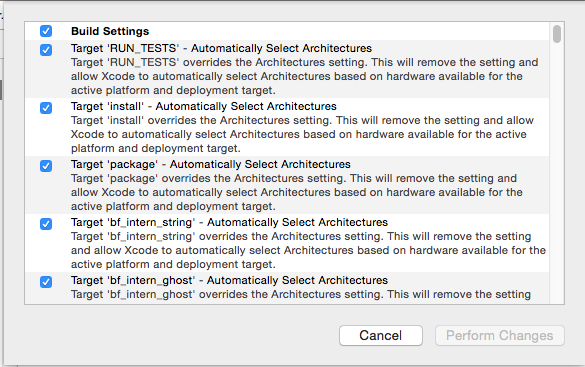 Build Settings
Target 'RUN_TESTS' - Automatically Select Architectures
Target 'RUN_TESTS' overrides the Architectures setting. This will remove the setting and
allow Xcode to automatically select Architectures based on hardware available for the
active platform and deployment target.
Target 'install' - Automatically Select Architectures
Target 'install' overrides the Architectures setting. This will remove the setting and allow
Xcode to automatically select Architectures based on hardware available for the active
platform and deployment target.
Target 'package' - Automatically Select Architectures
Target 'package' overrides the Architectures setting. This will remove the setting and
allow Xcode to automatically select Architectures based on hardware available for the
active platform and deployment target.
Target 'bf_intern_string' - Automatically Select Architectures
Target 'bf_intern_string' overrides the Architectures setting. This will remove the setting
and allow Xcode to automatically select Architectures based on hardware available for the
active platform and deployment target.
Target 'bf_intern_ghost' - Automatically Select Architectures
Target 'bf_intern_ghost' overrides the Architectures setting. This will remove the setting
Cancel
Perform Changes